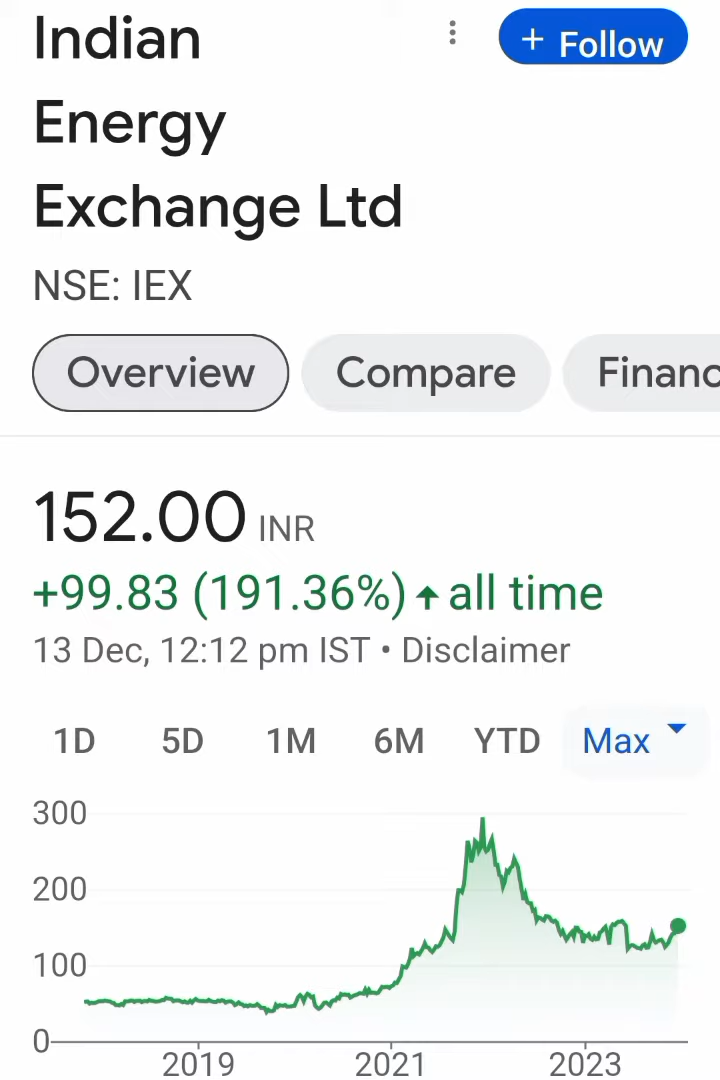 Indian
+ Follow
Energy
Exchange Ltd
NSE: IEX
Overview Compare Financ
152.00 INR
+99.83 (191.36%) ↑ all time
13 Dec, 12:12 pm IST • Disclaimer
1D 5D 1M 6M YTD Max
300
200
100
0
2019 2021 2023